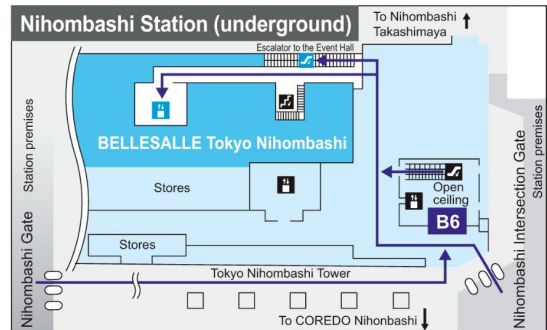 Nihombashi Station (underground)
To Nihombashi
Takashimaya
Escalator to the Event Hall
BELLESALLE Tokyo Nihombashi
Stores
Open
ceiling
B6
Stores
Tokyo Nihombashi Tower
To COREDO Nihonbashi
Nihombashi Gate
Station premises
Nihombashi Intersection Gate
Station premises